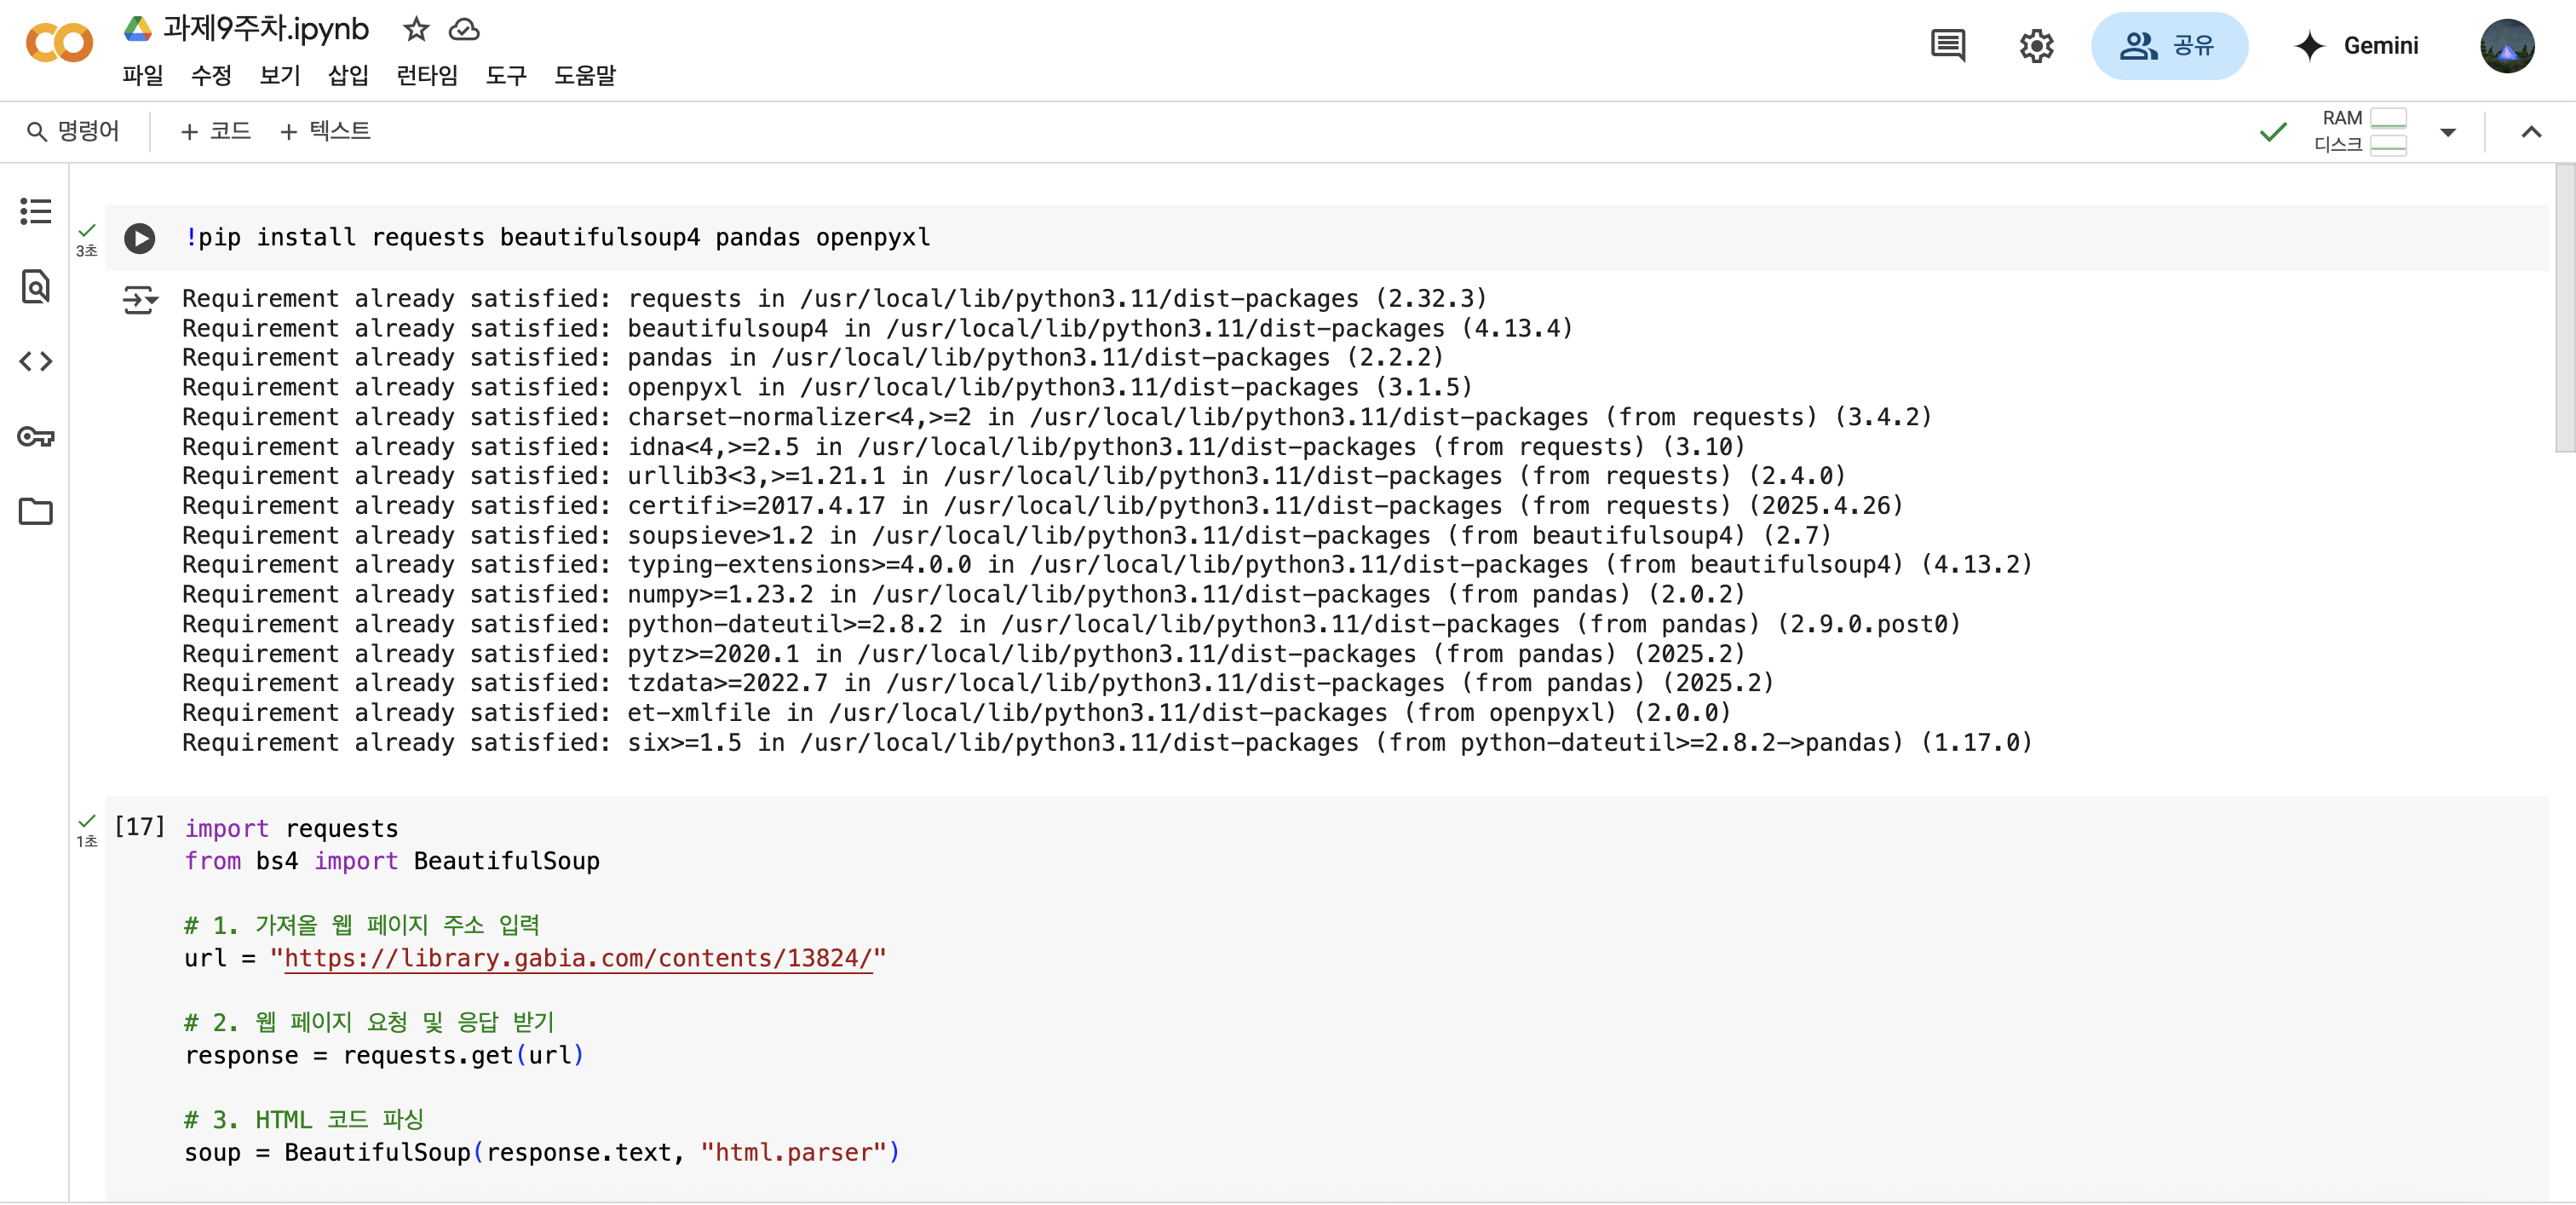 과제9주차.ipynb
파일 수정 보기 삽입 런타임 도구 도움말
공유
Gemini
명령어
+ 코드 + 텍스트
RAM
디스크
3초
!pip install requests beautifulsoup4 pandas openpyxl
Requirement already satisfied: requests in /usr/local/lib/python3.11/dist-packages (2.32.3)
Requirement already satisfied: beautifulsoup4 in /usr/local/lib/python3.11/dist-packages (4.13.4)
Requirement already satisfied: pandas in /usr/local/lib/python3.11/dist-packages (2.2.2)
Requirement already satisfied: openpyxl in /usr/local/lib/python3.11/dist-packages (3.1.5)
Requirement already satisfied: charset-normalizer<4,>=2 in /usr/local/lib/python3.11/dist-packages (from requests) (3.4.2)
Requirement already satisfied: idna<4,>=2.5 in /usr/local/lib/python3.11/dist-packages (from requests) (3.10)
Requirement already satisfied: urllib3<3,>=1.21.1 in /usr/local/lib/python3.11/dist-packages (from requests) (2.4.0)
Requirement already satisfied: certifi>=2017.4.17 in /usr/local/lib/python3.11/dist-packages (from requests) (2025.4.26)
Requirement already satisfied: soupsieve>1.2 in /usr/local/lib/python3.11/dist-packages (from beautifulsoup4) (2.7)
Requirement already satisfied: typing-extensions>=4.0.0 in /usr/local/lib/python3.11/dist-packages (from beautifulsoup4) (4.13.2)
Requirement already satisfied: numpy>=1.23.2 in /usr/local/lib/python3.11/dist-packages (from pandas) (2.0.2)
Requirement already satisfied: python-dateutil>=2.8.2 in /usr/local/lib/python3.11/dist-packages (from pandas) (2.9.0.post0)
Requirement already satisfied: pytz>=2020.1 in /usr/local/lib/python3.11/dist-packages (from pandas) (2025.2)
Requirement already satisfied: tzdata>=2022.7 in /usr/local/lib/python3.11/dist-packages (from pandas) (2025.2)
Requirement already satisfied: et-xmlfile in /usr/local/lib/python3.11/dist-packages (from openpyxl) (2.0.0)
Requirement already satisfied: six>=1.5 in /usr/local/lib/python3.11/dist-packages (from python-dateutil>=2.8.2->pandas) (1.17.0)
1초
[17] import requests
from bs4 import BeautifulSoup
# 1. 가져올 웹 페이지 주소 입력
url = "https://library.gabia.com/contents/13824/"
# 2. 웹 페이지 요청 및 응답 받기
response = requests.get(url)
# 3. HTML 코드 파싱
soup = BeautifulSoup(response.text, "html.parser")